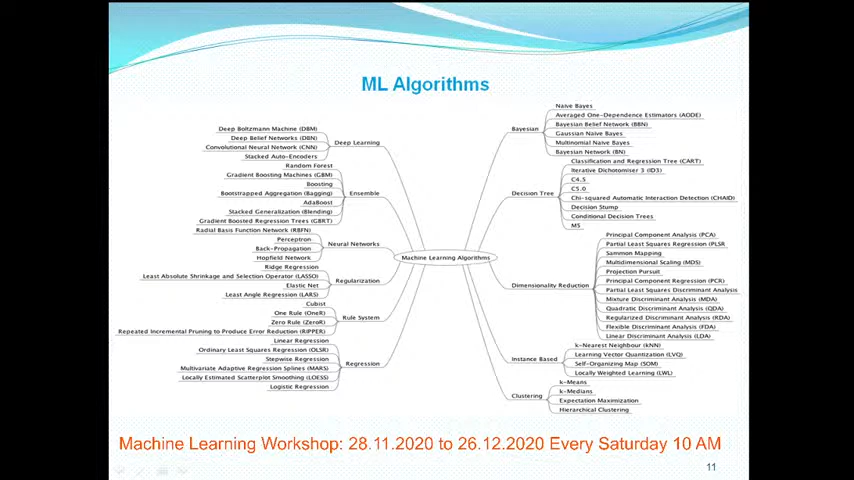 ML Algorithms
Deep Boltzmann Machine (DBM)
Deep Belief Networks (DBN)
Convolutional Neural Network (CNN)
Stacked Auto-Encoders
Deep Learning
Random Forest
Gradient Boosting Machines (GBM)
Boosting
Bootstrapped Aggregation (Bagging)
AdaBoost
Stacked Generalization (Blending)
Gradient Boosted Regression Trees (GBRT)
Ensemble
Radial Basis Function Network (RBFN)
Perceptron
Back-Propagation
Hopfield Network
Neural Networks
Ridge Regression
Least Absolute Shrinkage and Selection Operator (LASSO)
Elastic Net
Least Angle Regression (LARS)
Regularization
Cubist
One Rule (OneR)
Zero Rule (ZeroR)
Repeated Incremental Pruning to Produce Error Reduction (RIPPER)
Rule System
Linear Regression
Ordinary Least Squares Regression (OLSR)
Stepwise Regression
Multivariate Adaptive Regression Splines (MARS)
Locally Estimated Scatterplot Smoothing (LOESS)
Logistic Regression
Regression
Machine Learning Algorithms
Bayesian
Naive Bayes
Averaged One-Dependence Estimators (AODE)
Bayesian Belief Network (BBN)
Gaussian Naive Bayes
Multinomial Naive Bayes
Bayesian Network (BN)
Decision Tree
Classification and Regression Tree (CART)
Iterative Dichotomiser 3 (ID3)
C4.5
C5.0
Chi-squared Automatic Interaction Detection (CHAID)
Decision Stump
Conditional Decision Trees
M5
Dimensionality Reduction
Principal Component Analysis (PCA)
Partial Least Squares Regression (PLSR
Sammon Mapping
Multidimensional Scaling (MDS)
Projection Pursuit
Principal Component Regression (PCR)
Partial Least Squares Discriminant Analysis
Mixture Discriminant Analysis (MDA)
Quadratic Discriminant Analysis (QDA)
Regularized Discriminant Analysis (RDA)
Flexible Discriminant Analysis (FDA)
Linear Discriminant Analysis (LDA)
Instance Based
k-Nearest Neighbour (kNN)
Learning Vector Quantization (LVQ)
Self-Organizing Map (SOM)
Locally Weighted Learning (LWL)
Clustering
k-Means
k-Medians
Expectation Maximization
Hierarchical Clustering
Machine Learning Workshop: 28.11.2020 to 26.12.2020 Every Saturday 10 AM
11